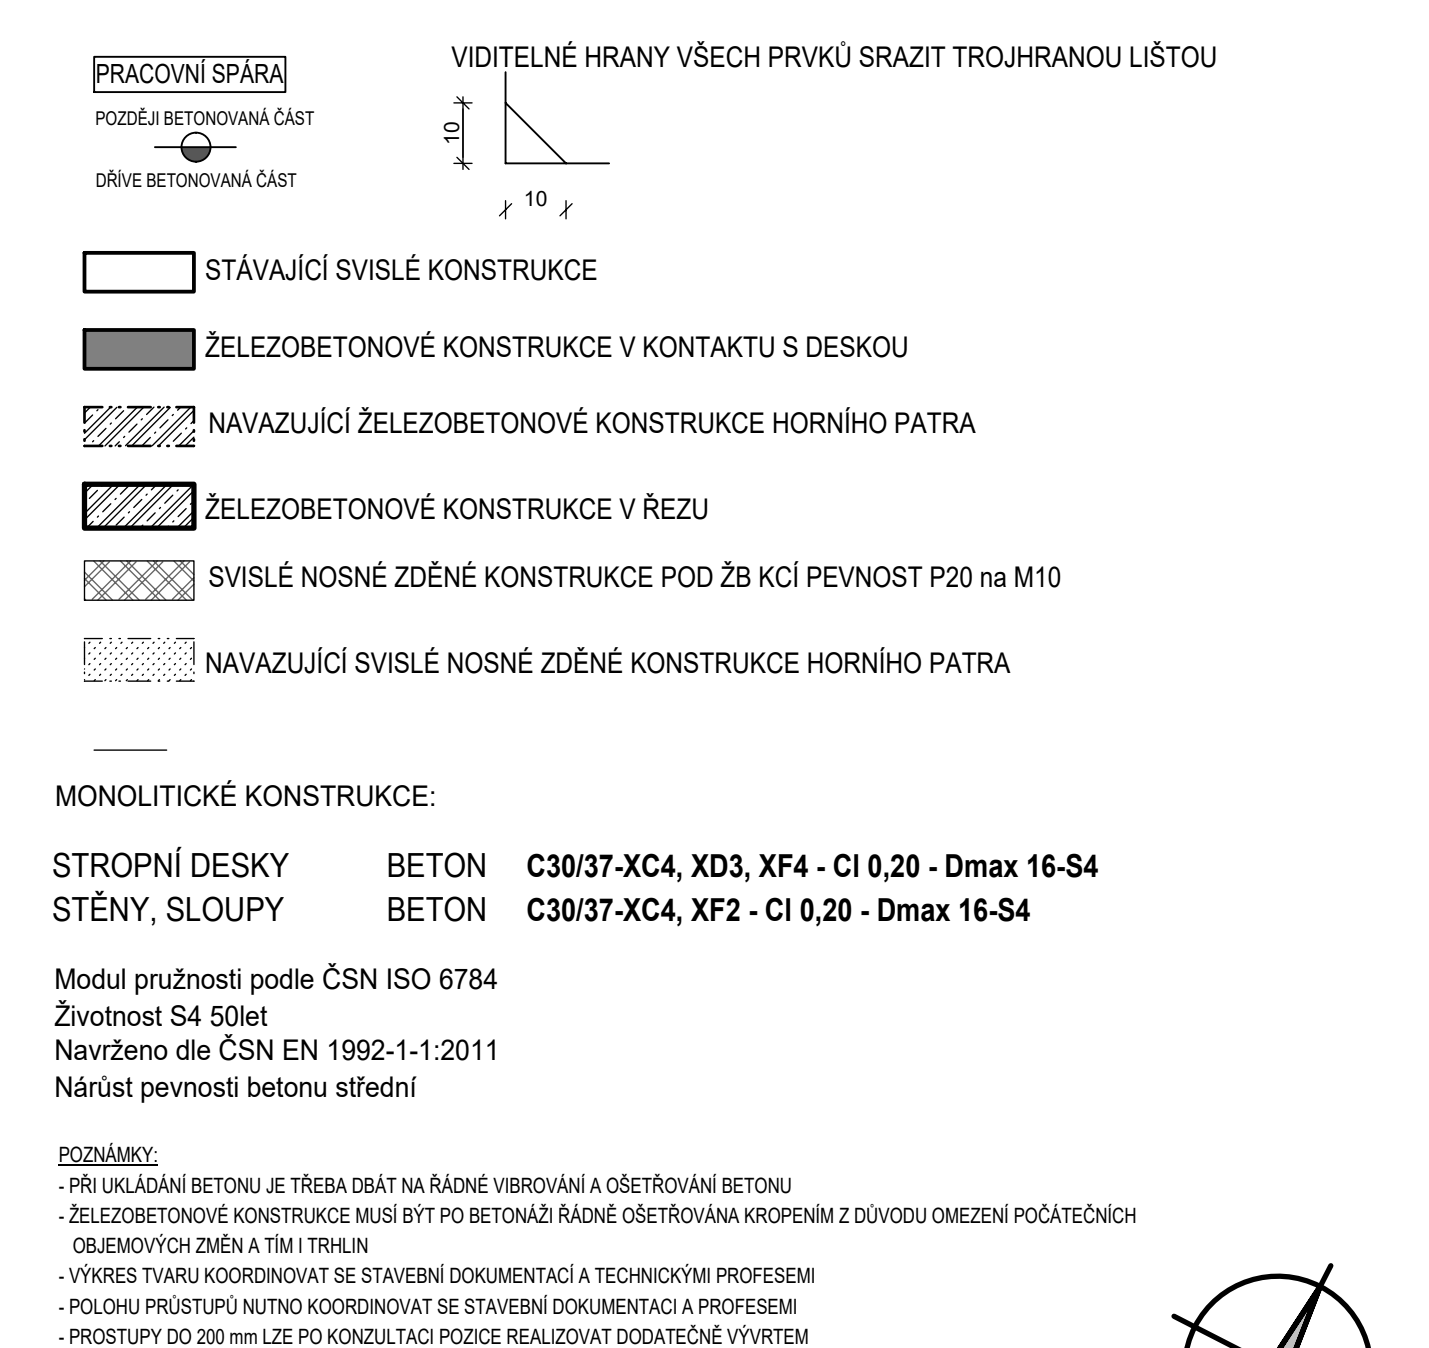 PRACOVNÍ SPÁRA
POZDĚJI BETONOVANÁ ČÁST
DŘÍVE BETONOVANÁ ČÁST
VIDITELNÉ HRANY VŠECH PRVKŮ SRAZIT TROJHRANOU LIŠTOU
10
10
STÁVAJÍCÍ SVISLÉ KONSTRUKCE
ŽELEZOBETONOVÉ KONSTRUKCE V KONTAKTU S DESKOU
NAVAZUJÍCÍ ŽELEZOBETONOVÉ KONSTRUKCE HORNÍHO PATRA
ŽELEZOBETONOVÉ KONSTRUKCE V ŘEZU
SVISLÉ NOSNÉ ZDĚNÉ KONSTRUKCE POD ŽB KCÍ PEVNOST P20 na M10
NAVAZUJÍCÍ SVISLÉ NOSNÉ ZDĚNÉ KONSTRUKCE HORNÍHO PATRA
MONOLITICKÉ KONSTRUKCE:
STROPNÍ DESKY BETON C30/37-XC4, XD3, XF4 - Cl 0,20 - Dmax 16-S4
STĚNY, SLOUPY BETON C30/37-XC4, XF2 - Cl 0,20 - Dmax 16-S4
Modul pružnosti podle ČSN ISO 6784
Životnost S4 50let
Navrženo dle ČSN EN 1992-1-1:2011
Nárůst pevnosti betonu střední
POZNÁMKY:
- PŘI UKLÁDÁNÍ BETONU JE TŘEBA DBÁT NA ŘÁDNÉ VIBROVÁNÍ A OŠETŘOVÁNÍ BETONU
- ŽELEZOBETONOVÉ KONSTRUKCE MUSÍ BÝT PO BETONÁŽI ŘÁDNĚ OŠETŘOVÁNA KROPENÍM Z DŮVODU OMEZENÍ POČÁTEČNÍCH
OBJEMOVÝCH ZMĚN A TÍM I TRHLIN
- VÝKRES TVARU KOORDINOVAT SE STAVEBNÍ DOKUMENTACÍ A TECHNICKÝMI PROFESEMI
- POLOHU PRŮSTUPŮ NUTNO KOORDINOVAT SE STAVEBNÍ DOKUMENTACI A PROFESEMI
- PROSTUPY DO 200 mm LZE PO KONZULTACI POZICE REALIZOVAT DODATEČNĚ VÝVRTEM